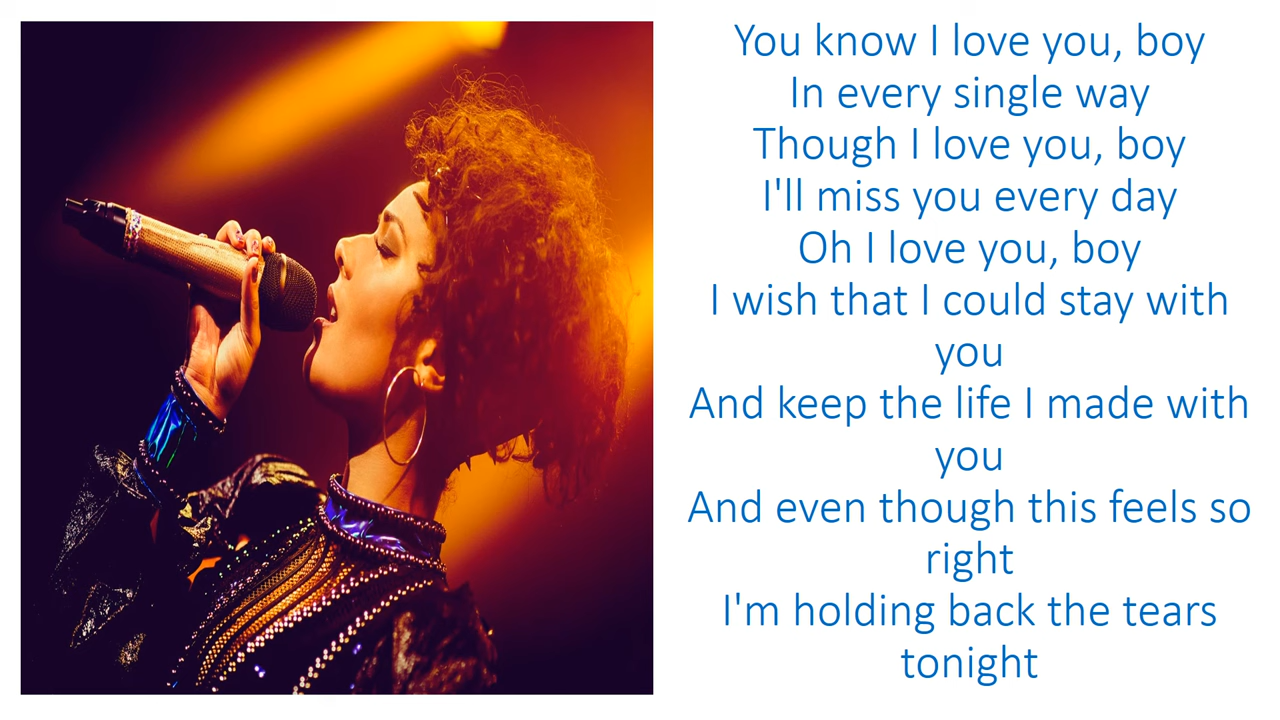 You know I love you, boy
In every single way
Though I love you, boy
I'll miss you every day
Oh I love you, boy
I wish that I could stay with
you
And keep the life I made with
you
And even though this feels so
right
I'm holding back the tears
tonight